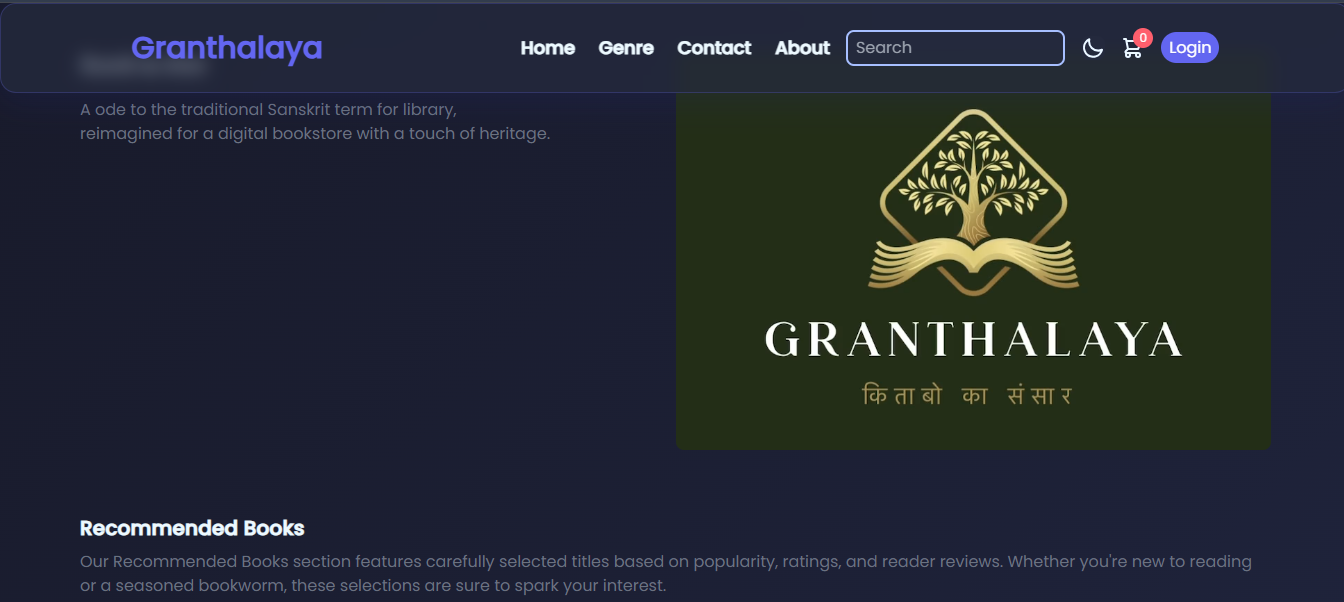 Granthalaya
Home Genre Contact About Search 0 Login
A ode to the traditional Sanskrit term for library,
reimagined for a digital bookstore with a touch of heritage.
GRANTHALAYA
किताबो का संसार
Recommended Books
Our Recommended Books section features carefully selected titles based on popularity, ratings, and reader reviews. Whether you're new to reading
or a seasoned bookworm, these selections are sure to spark your interest.